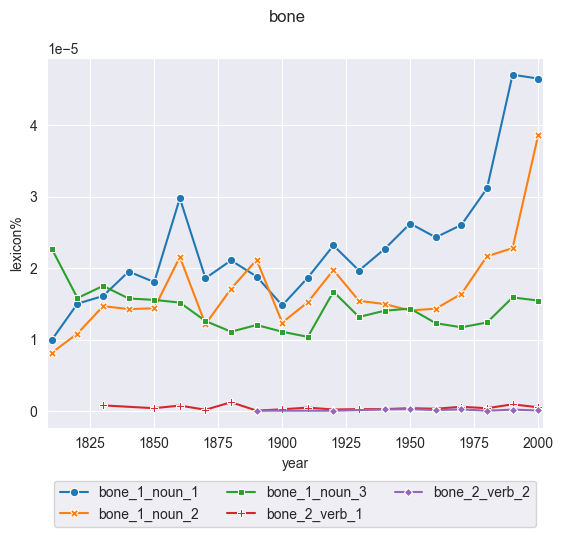 bone
1e−5
4
3
2
1
0
lexicon%
1825 1850 1875 1900 1925 1950 1975 2000
year
bone_1_noun_1 bone_1_noun_3 bone_2_verb_2
bone_1_noun_2 bone_2_verb_1